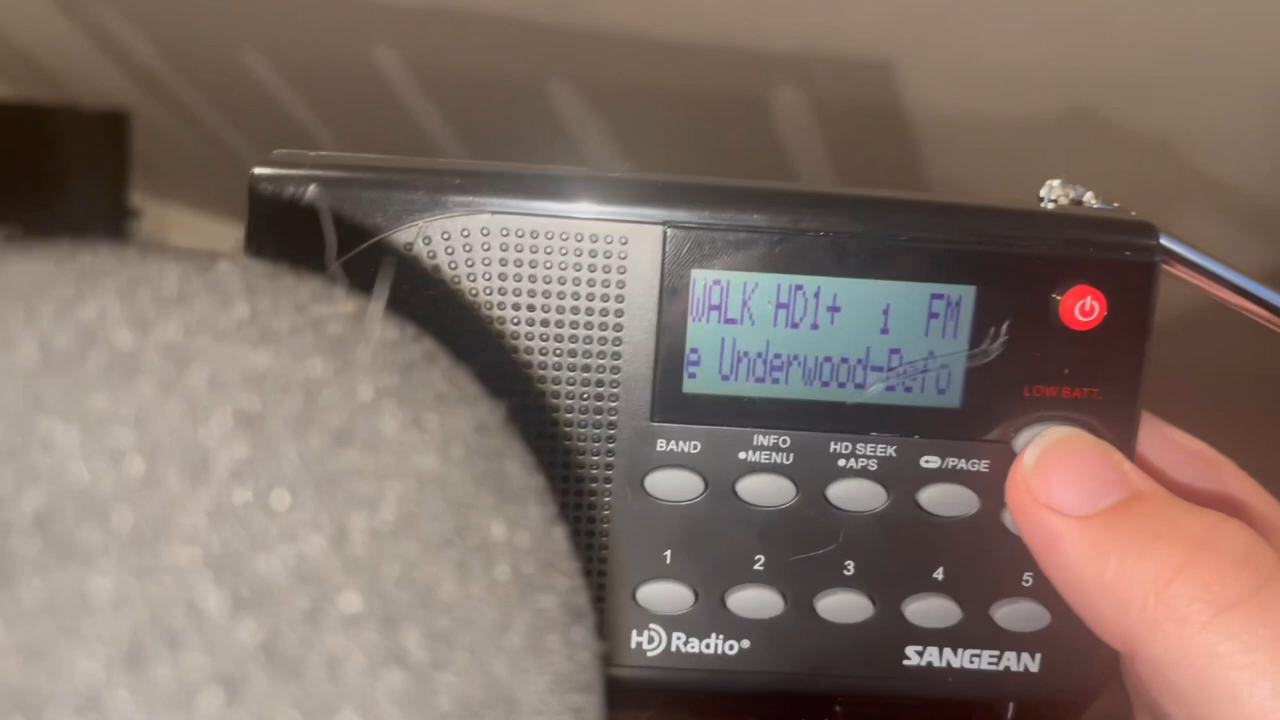 WALK HD1+ 1 FM
e Underwood-Befo
LOW BATT.
BAND
INFO
•MENU
HD SEEK
•APS
/PAGE
1 2 3 4 5
HD Radio®
SANGEAN